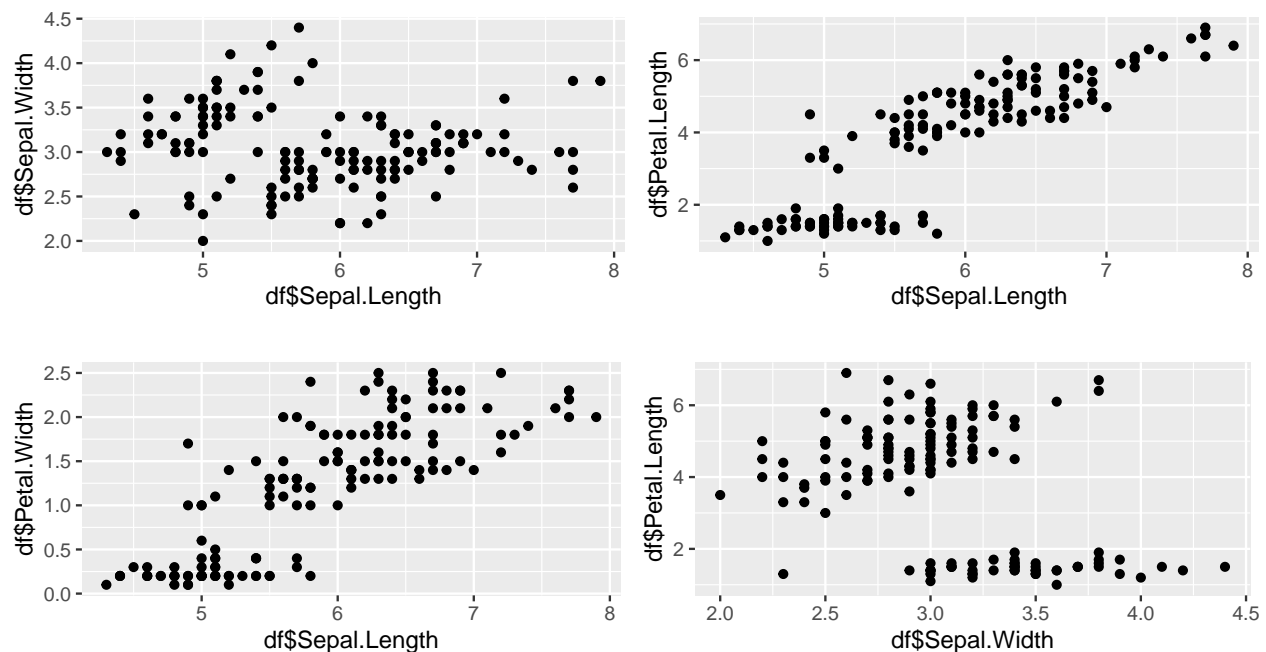 df$Sepal.Width
4.5
4.0
3.5
3.0
2.5
2.0
5 6 7 8
df$Sepal.Length
df$Petal.Length
6
4
2
5 6 7 8
df$Sepal.Length
df$Petal.Width
2.5
2.0
1.5
1.0
0.5
0.0
5 6 7 8
df$Sepal.Length
df$Petal.Length
6
4
2
2.0 2.5 3.0 3.5 4.0 4.5
df$Sepal.Width